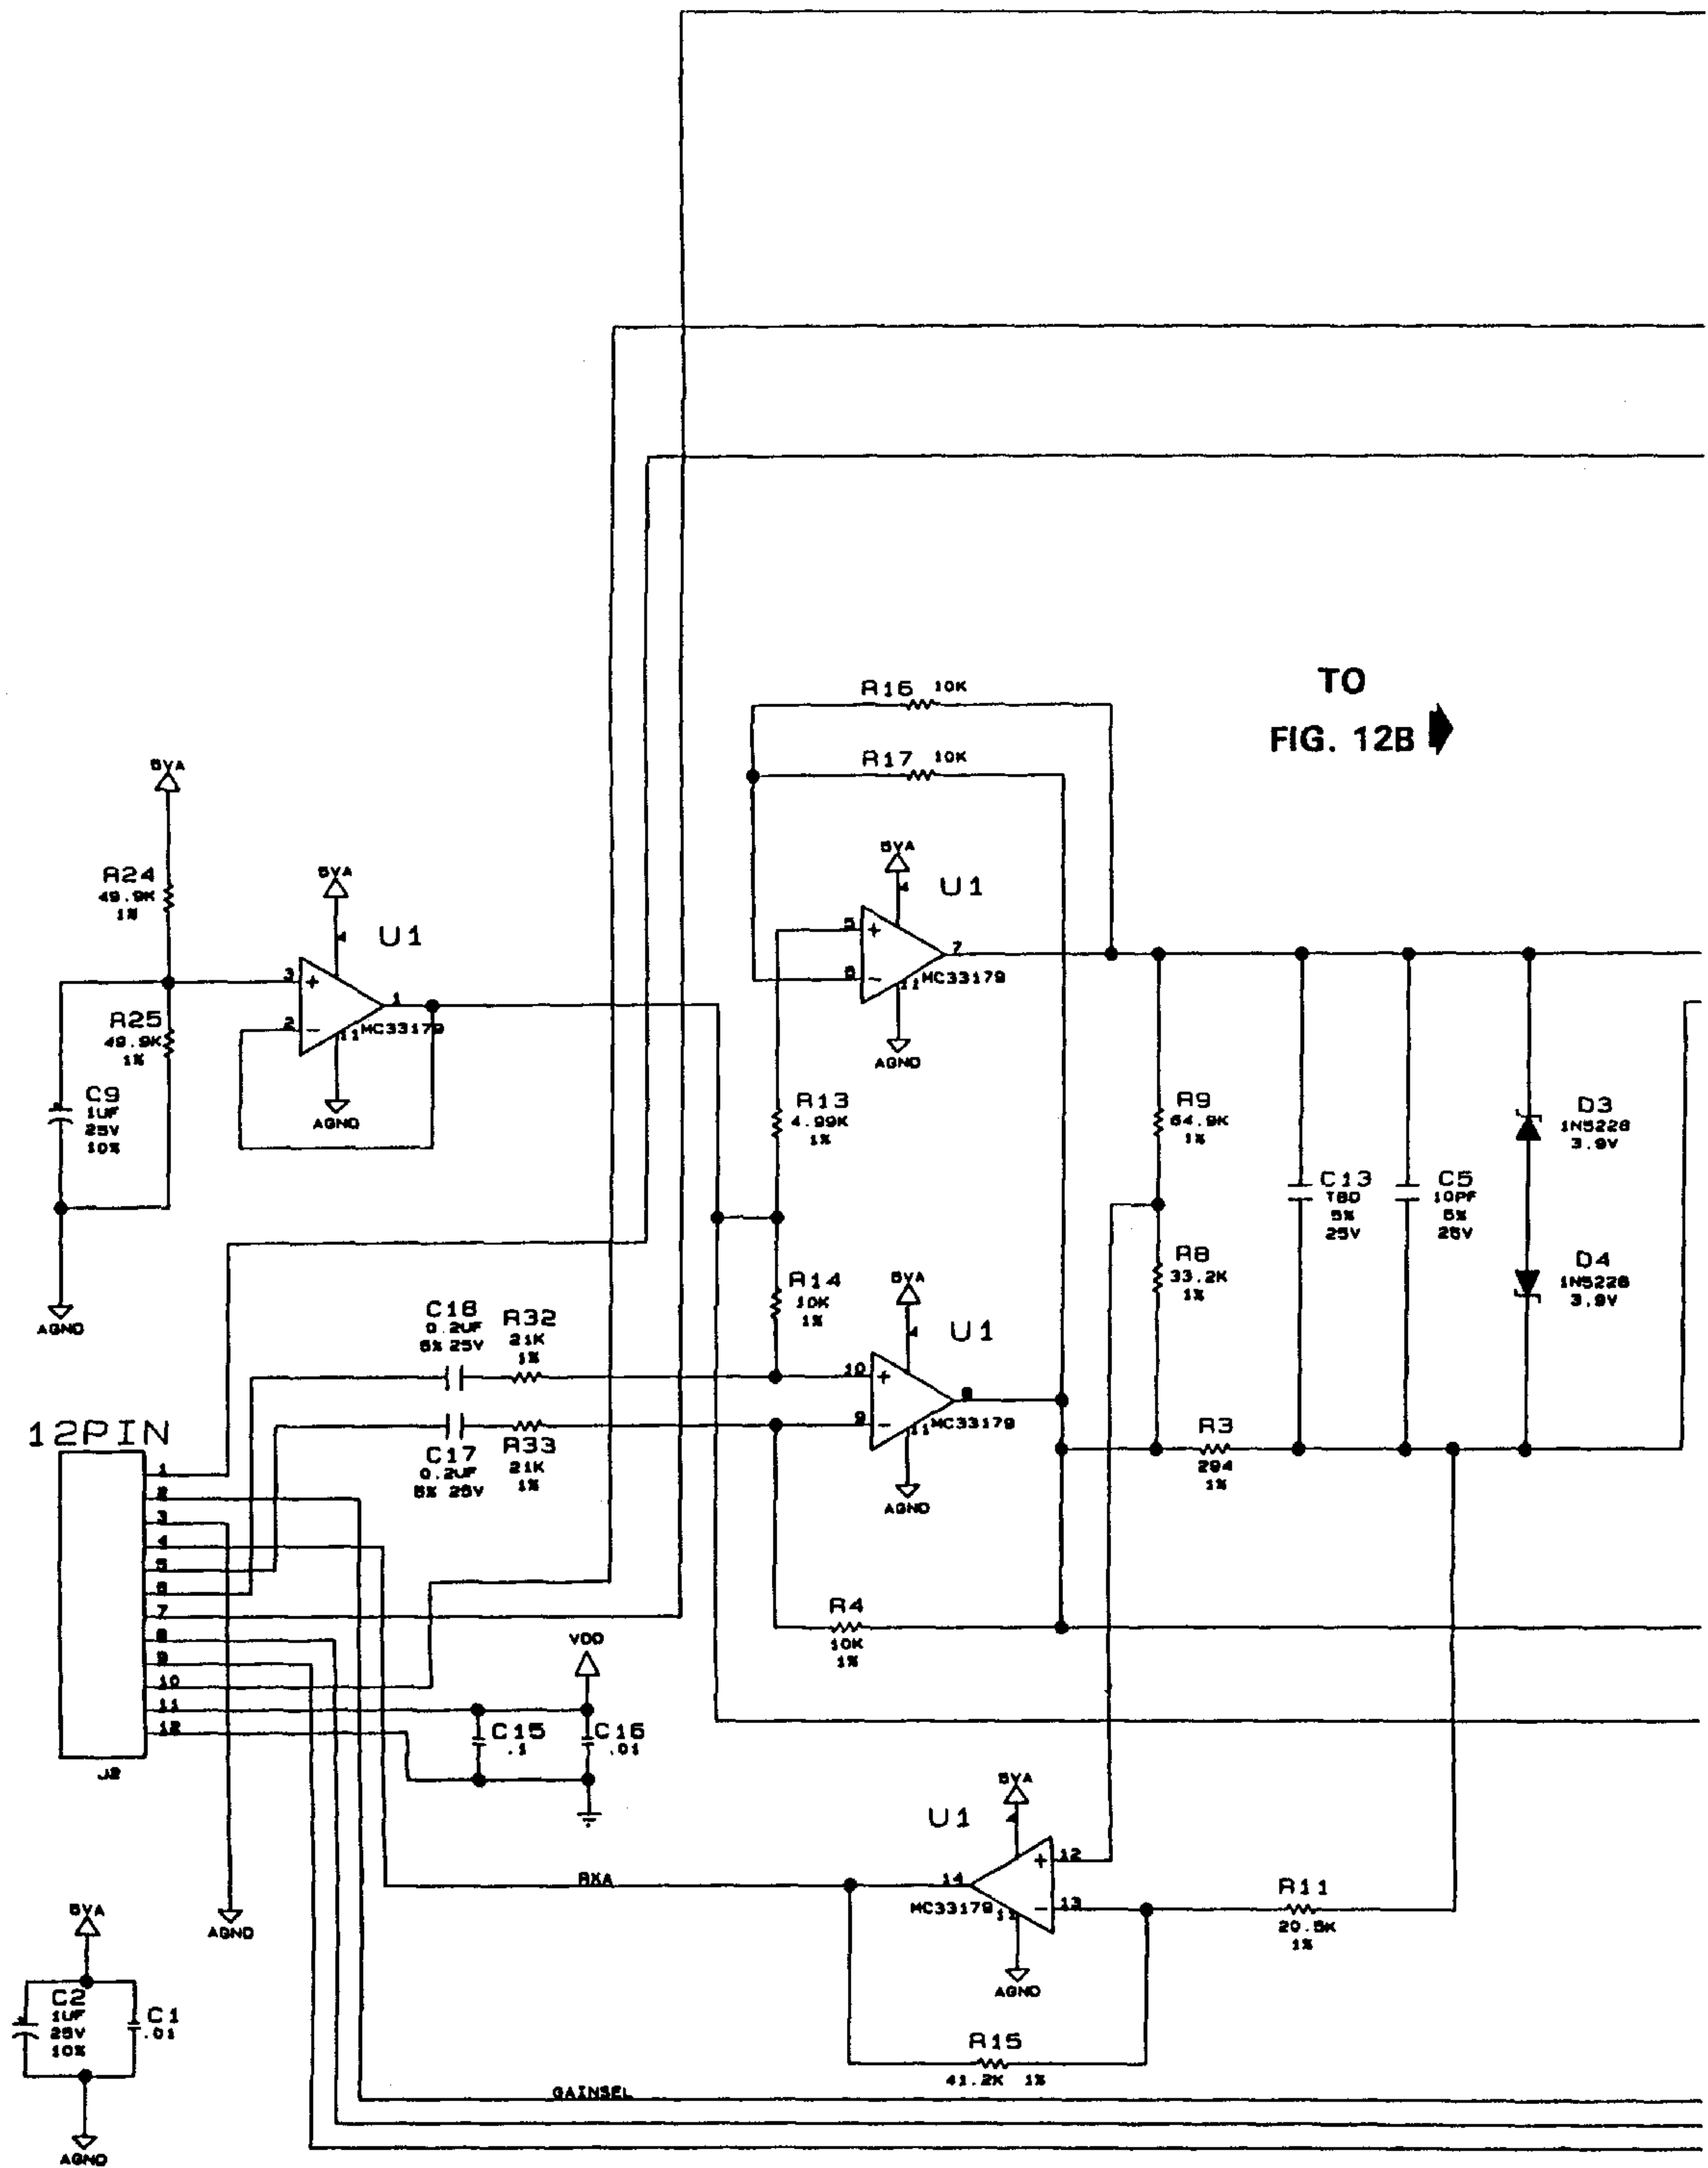 TO
FIG. 12B
R16 10K
R17 10K
5VA
R24
49.9K
1%
5VA
U1
3
+
2
-
1
11
MC33179
AGND
R25
49.9K
1%
C9
1UF
25V
10%
AGND
5VA
4
U1
5
+
6
-
7
11
MC33179
AGND
R13
4.99K
1%
R14
10K
1%
R9
64.9K
1%
R8
33.2K
1%
C13
TBD
5%
25V
C5
10PF
5%
25V
D3
1N5228
3.9V
D4
1N5228
3.9V
C18
0.2UF
5% 25V
R32
21K
1%
C17
0.2UF
5% 25V
R33
21K
1%
5VA
U1
10
+
9
-
8
11
MC33179
AGND
R3
294
1%
R4
10K
1%
12PIN
1
2
3
4
5
6
7
8
9
10
11
12
J2
VDD
C15
.1
C16
.01
AGND
RXA
5VA
U1
12
+
13
-
14
11
MC33179
AGND
R11
20.5K
1%
R15
41.2K 1%
5VA
C2
1UF
25V
10%
C1
.01
AGND
GAINSEL